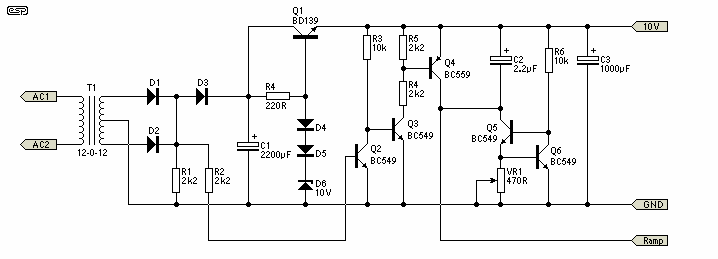 esp
Q1
BD139
10V
R3
10k
R5
2k2
Q4
BC559
C2
2.2µF
R6
10k
C3
1000µF
T1
D1
D3
AC1
R4
220R
R4
2k2
D4
Q3
BC549
Q5
BC549
AC2
D2
C1
2200µF
D5
Q2
BC549
Q6
BC549
12-0-12
R1
2k2
R2
2k2
D6
10V
VR1
470R
GND
Ramp